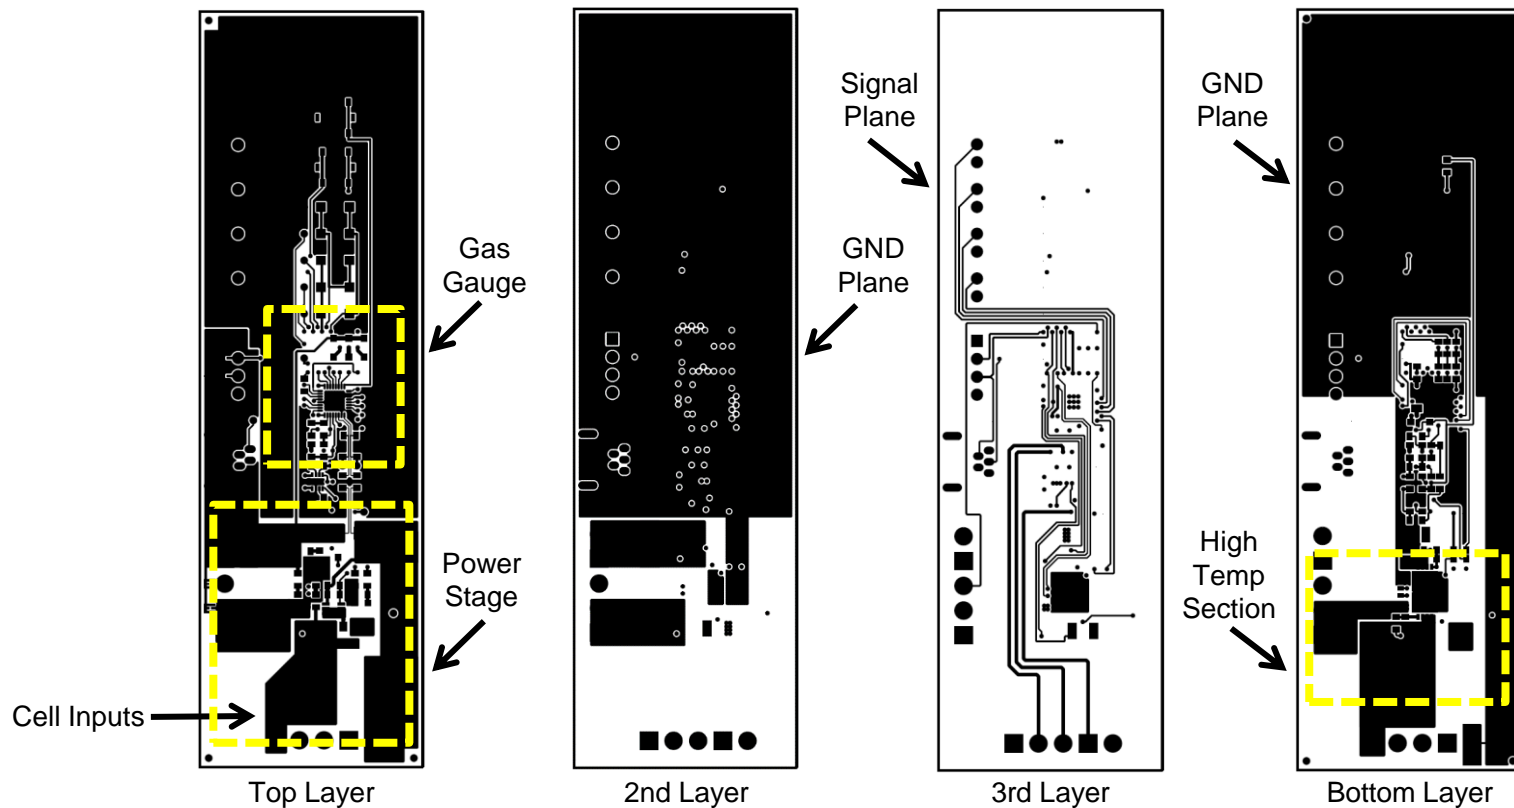 Gas
Gauge
Power
Stage
Cell Inputs
Top Layer
GND
Plane
2nd Layer
Signal
Plane
3rd Layer
GND
Plane
High
Temp
Section
Bottom Layer